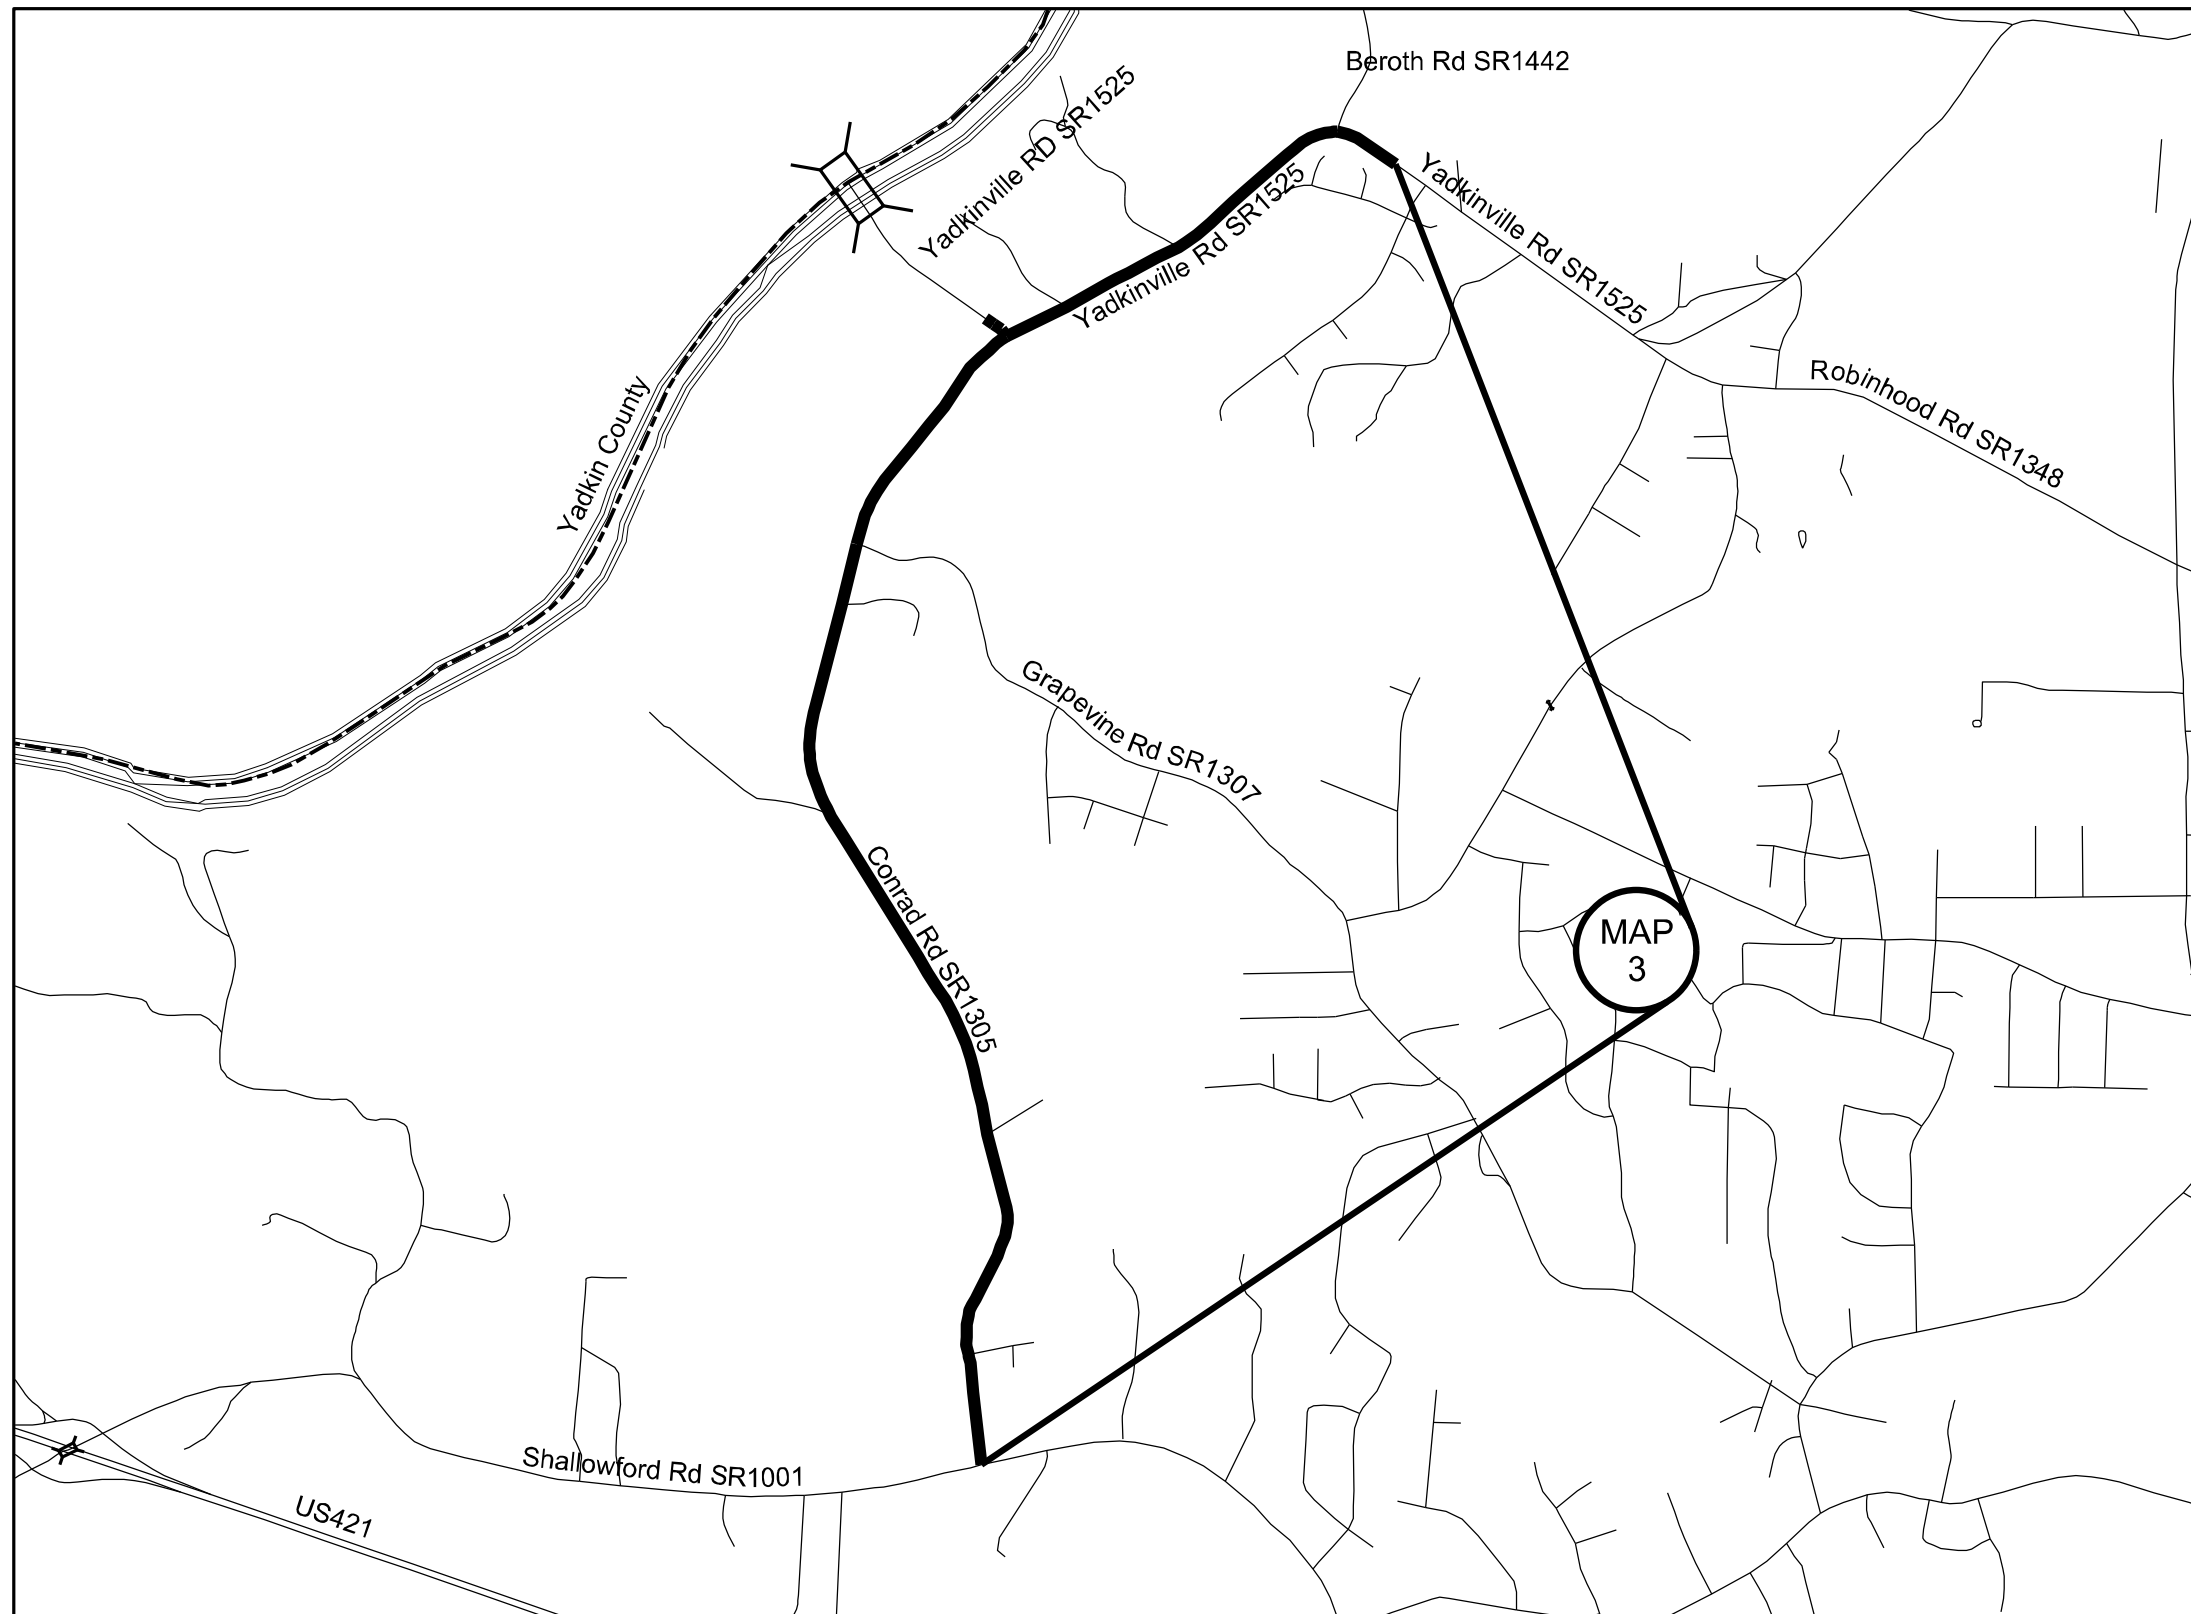 Beroth Rd SR1442
Yadkinville RD SR1525
Yadkinville Rd SR1525
Yadkinville Rd SR1525
Robinhood Rd SR1348
Yadkin County
Grapevine Rd SR1307
Conrad Rd SR1305
MAP
3
Shallowford Rd SR1001
US421